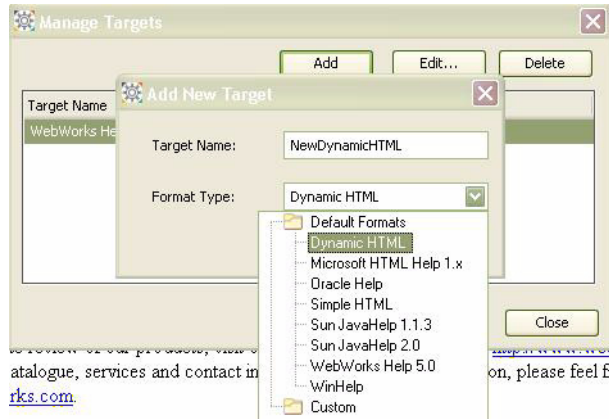 Manage Targets
Add Edit... Delete
Add New Target
Target Name
WebWorks He
Target Name: NewDynamicHTML
Format Type: Dynamic HTML
Default Formats
Dynamic HTML
Microsoft HTML Help 1.x
Oracle Help
Simple HTML
Sun JavaHelp 1.1.3
Sun JavaHelp 2.0
WebWorks Help 5.0
WinHelp
Custom
Close
atalogue, services and contact in on, please feel f
rks.com.